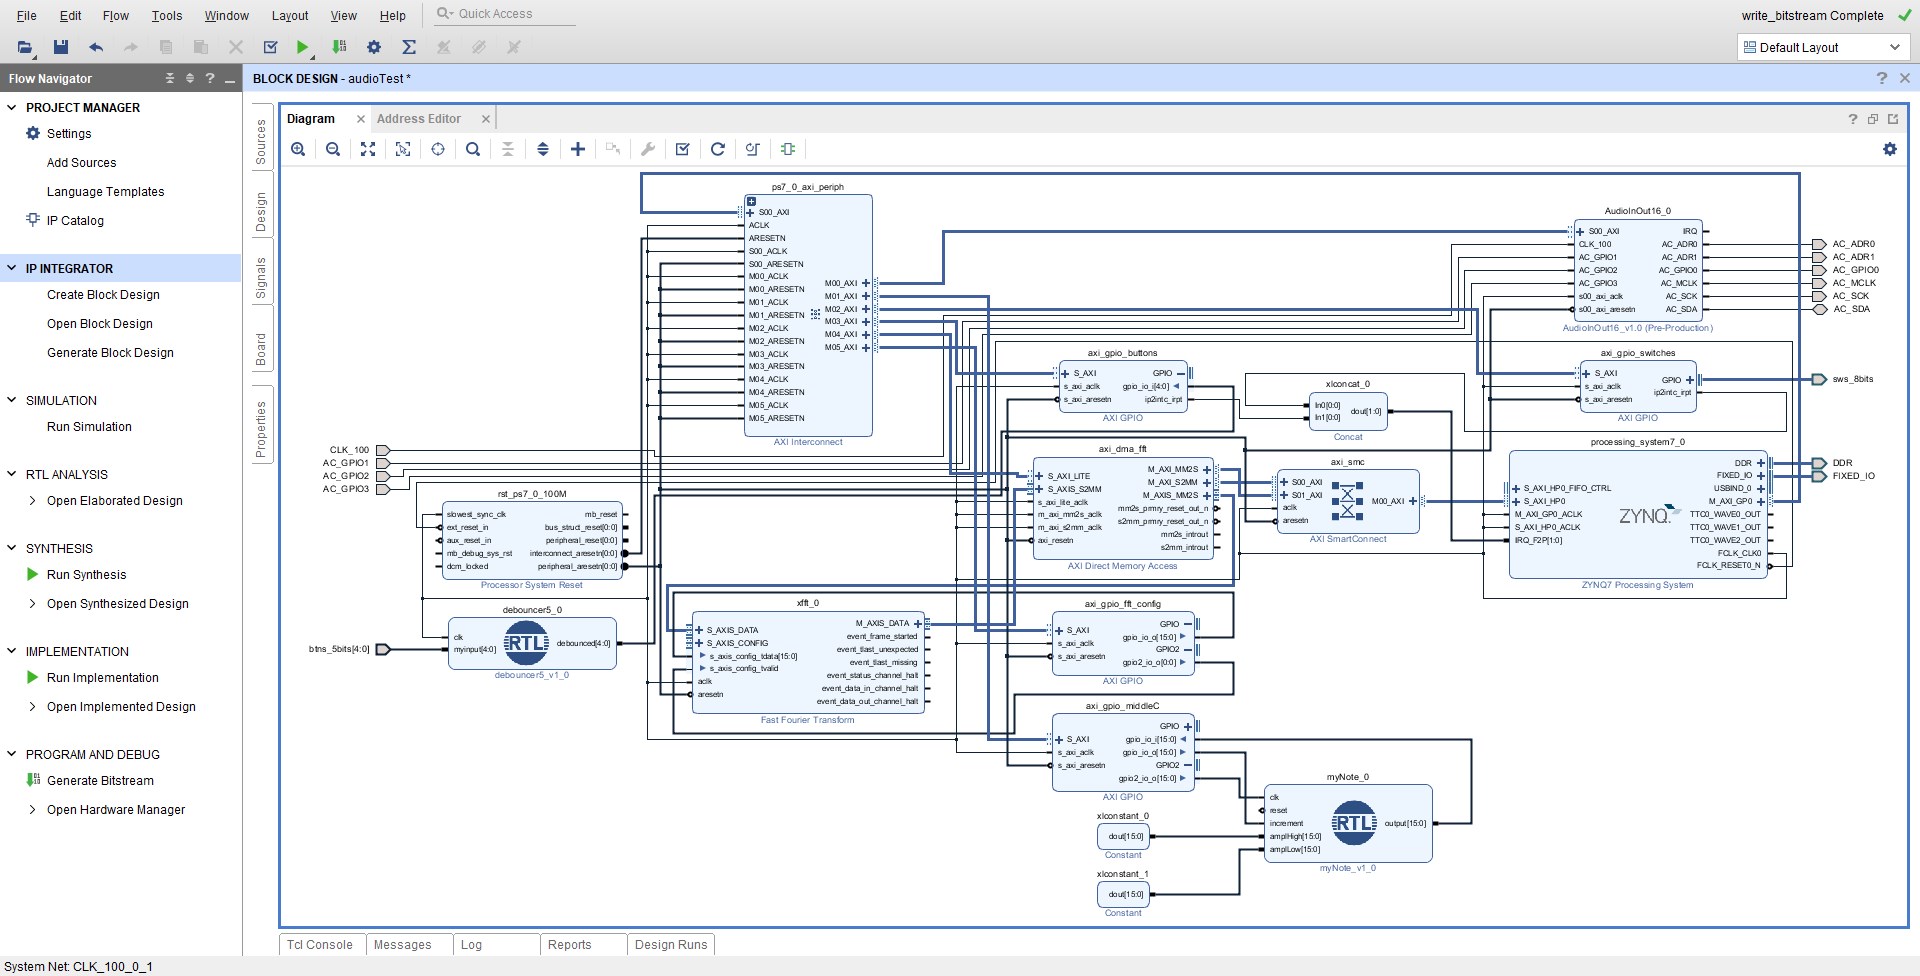 File Edit Flow Tools Window Layout View Help Quick Access
write_bitstream Complete
Default Layout
Flow Navigator
PROJECT MANAGER
Settings
Add Sources
Language Templates
IP Catalog
IP INTEGRATOR
Create Block Design
Open Block Design
Generate Block Design
SIMULATION
Run Simulation
RTL ANALYSIS
Open Elaborated Design
SYNTHESIS
Run Synthesis
Open Synthesized Design
IMPLEMENTATION
Run Implementation
Open Implemented Design
PROGRAM AND DEBUG
Generate Bitstream
Open Hardware Manager
BLOCK DESIGN - audioTest *
Sources
Design
Signals
Board
Properties
Diagram
Address Editor
CLK_100
AC_GPIO1
AC_GPIO2
AC_GPIO3
btns_5bits[4:0]
rst_ps7_0_100M
slowest_sync_clk
ext_reset_in
aux_reset_in
mb_debug_sys_rst
dcm_locked
mb_reset
bus_struct_reset[0:0]
peripheral_reset[0:0]
interconnect_aresetn[0:0]
peripheral_aresetn[0:0]
Processor System Reset
debouncer5_0
clk
myinput[4:0]
RTL
debounced[4:0]
debouncer5_v1_0
ps7_0_axi_periph
S00_AXI
ACLK
ARESETN
S00_ACLK
S00_ARESETN
M00_ACLK
M00_ARESETN
M01_ACLK
M01_ARESETN
M02_ACLK
M02_ARESETN
M03_ACLK
M03_ARESETN
M04_ACLK
M04_ARESETN
M05_ACLK
M05_ARESETN
M00_AXI
M01_AXI
M02_AXI
M03_AXI
M04_AXI
M05_AXI
AXI Interconnect
xfft_0
S_AXIS_DATA
S_AXIS_CONFIG
s_axis_config_tdata[15:0]
s_axis_config_tvalid
aclk
aresetn
M_AXIS_DATA
event_frame_started
event_tlast_unexpected
event_tlast_missing
event_status_channel_halt
event_data_in_channel_halt
event_data_out_channel_halt
Fast Fourier Transform
axi_gpio_buttons
S_AXI
s_axi_aclk
s_axi_aresetn
GPIO
gpio_io_i[4:0]
ip2intc_irpt
AXI GPIO
xlconcat_0
In0[0:0]
In1[0:0]
dout[1:0]
Concat
axi_dma_fft
S_AXI_LITE
S_AXIS_S2MM
s_axi_lite_aclk
m_axi_mm2s_aclk
m_axi_s2mm_aclk
axi_resetn
M_AXI_MM2S
M_AXI_S2MM
M_AXIS_MM2S
mm2s_prmry_reset_out_n
s2mm_prmry_reset_out_n
mm2s_introut
s2mm_introut
AXI Direct Memory Access
axi_smc
S00_AXI
S01_AXI
aclk
aresetn
M00_AXI
AXI SmartConnect
axi_gpio_fft_config
S_AXI
s_axi_aclk
s_axi_aresetn
GPIO
gpio_io_o[15:0]
GPIO2
gpio2_io_o[0:0]
AXI GPIO
axi_gpio_middleC
S_AXI
s_axi_aclk
s_axi_aresetn
GPIO
gpio_io_i[15:0]
gpio_io_o[15:0]
GPIO2
gpio2_io_o[15:0]
AXI GPIO
xlconstant_0
dout[15:0]
Constant
xlconstant_1
dout[15:0]
Constant
myNote_0
clk
reset
increment
amplHigh[15:0]
amplLow[15:0]
RTL
output[15:0]
myNote_v1_0
AudioInOut16_0
S00_AXI
CLK_100
AC_GPIO1
AC_GPIO2
AC_GPIO3
s00_axi_aclk
s00_axi_aresetn
IRQ
AC_ADR0
AC_ADR1
AC_GPIO0
AC_MCLK
AC_SCK
AC_SDA
AudioInOut16_v1.0 (Pre-Production)
axi_gpio_switches
S_AXI
s_axi_aclk
s_axi_aresetn
GPIO
ip2intc_irpt
AXI GPIO
processing_system7_0
S_AXI_HP0_FIFO_CTRL
S_AXI_HP0
M_AXI_GP0_ACLK
S_AXI_HP0_ACLK
IRQ_F2P[1:0]
ZYNQ
DDR
FIXED_IO
USBIND_0
M_AXI_GP0
TTC0_WAVE0_OUT
TTC0_WAVE1_OUT
TTC0_WAVE2_OUT
FCLK_CLK0
FCLK_RESET0_N
ZYNQ7 Processing System
AC_ADR0
AC_ADR1
AC_GPIO0
AC_MCLK
AC_SCK
AC_SDA
sws_8bits
DDR
FIXED_IO
Tcl Console Messages Log Reports Design Runs
System Net: CLK_100_0_1